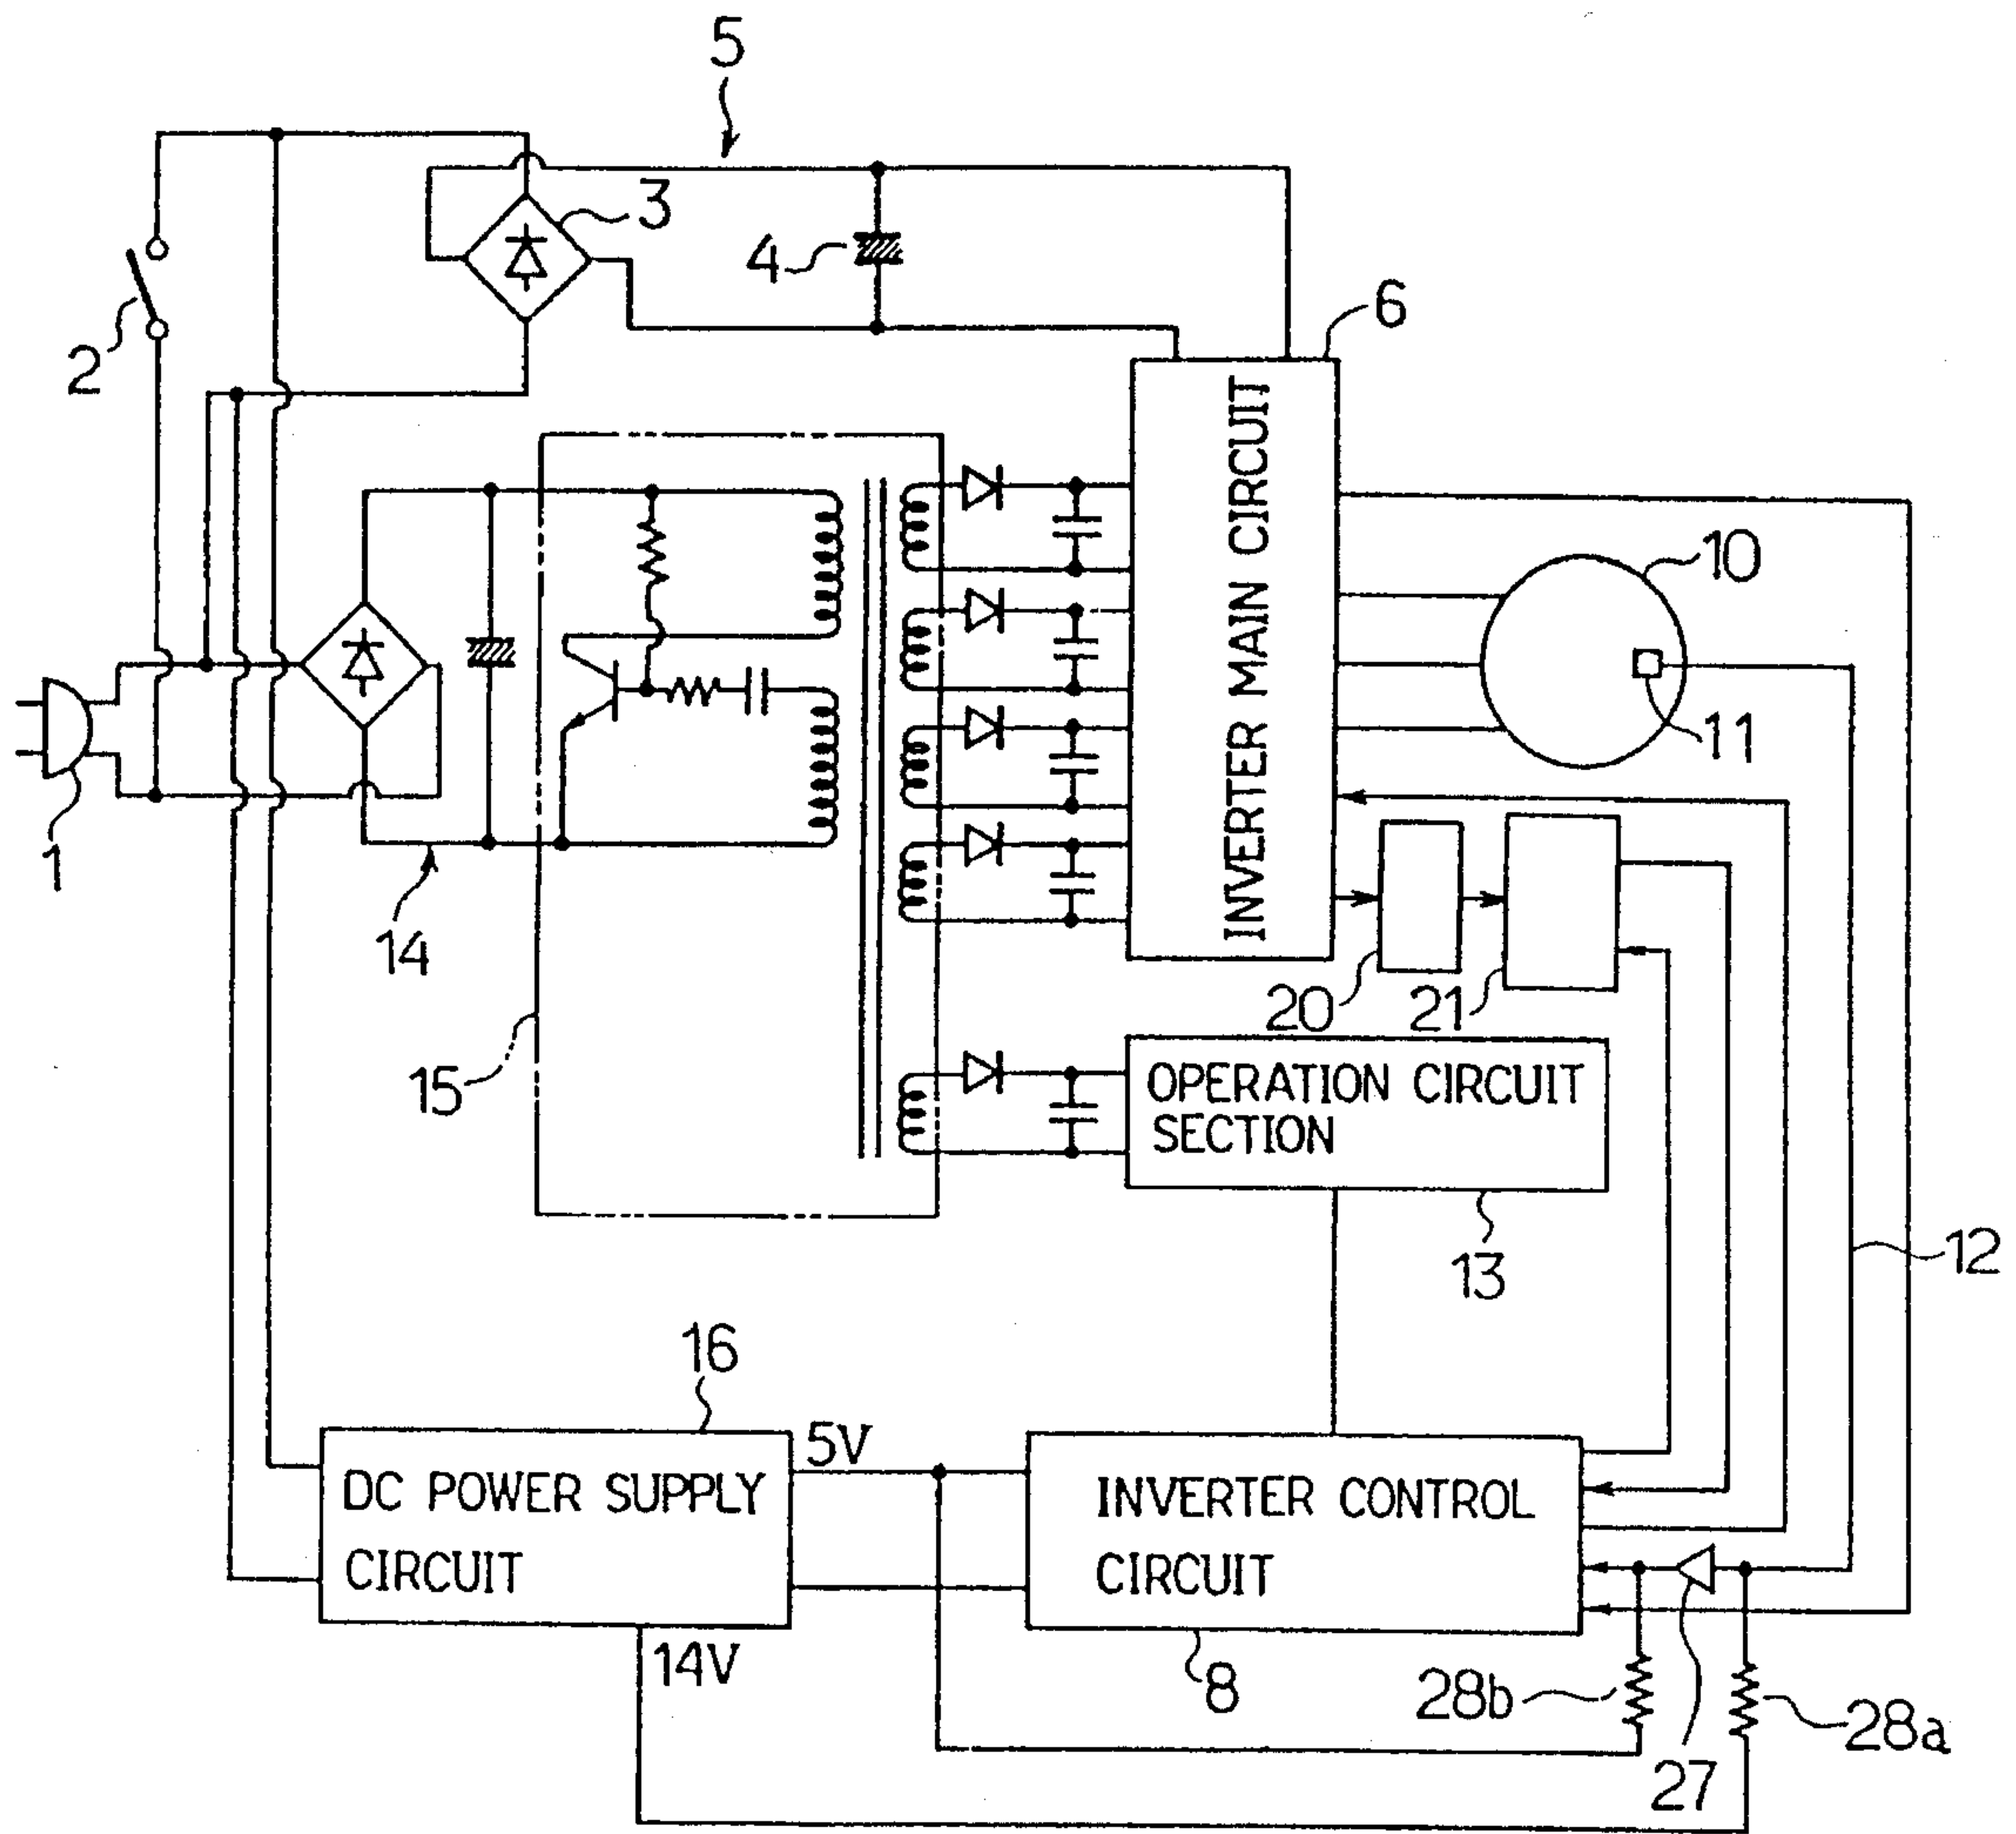 5
3
4
2
6
INVERTER MAIN CIRCUIT
10
11
1
14
20
21
15
OPERATION CIRCUIT
SECTION
13
12
16
5V
DC POWER SUPPLY
CIRCUIT
INVERTER CONTROL
CIRCUIT
14V
8
28b
28a
27